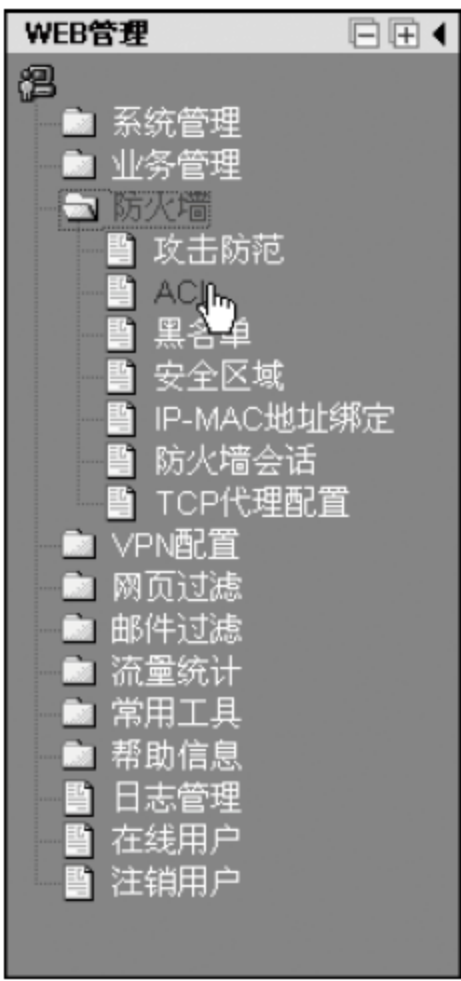 WEB管理
系统管理
业务管理
防火墙
攻击防范
ACL
黑名单
安全区域
IP-MAC地址绑定
防火墙会话
TCP代理配置
VPN配置
网页过滤
邮件过滤
流量统计
常用工具
帮助信息
日志管理
在线用户
注销用户